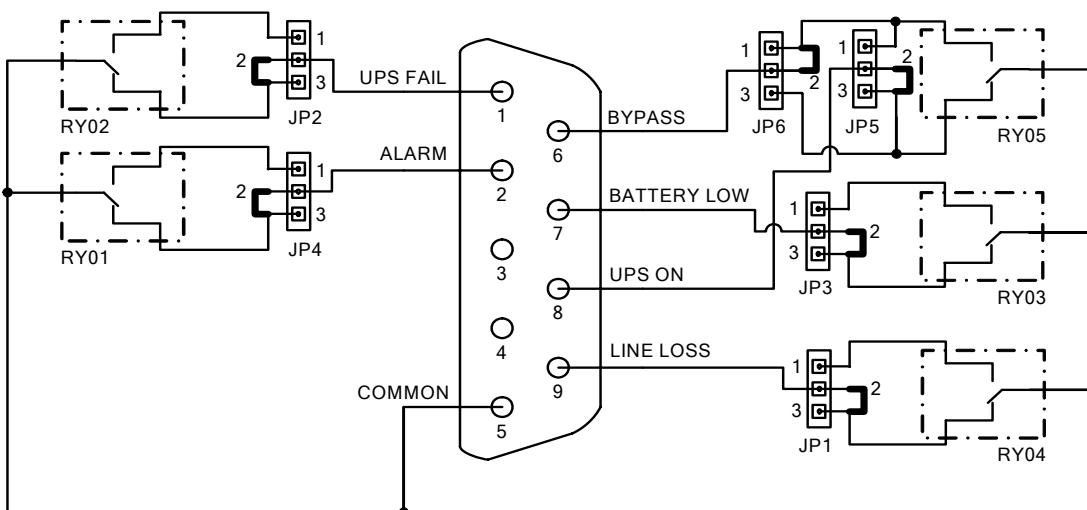 1
2
3
JP2
RY02
UPS FAIL
1
2
3
JP4
RY01
ALARM
COMMON
1
2
3
4
5
6
7
8
9
BYPASS
BATTERY LOW
UPS ON
LINE LOSS
1
2
3
JP6
1
2
3
JP5
RY05
1
2
3
JP3
RY03
1
2
3
JP1
RY04